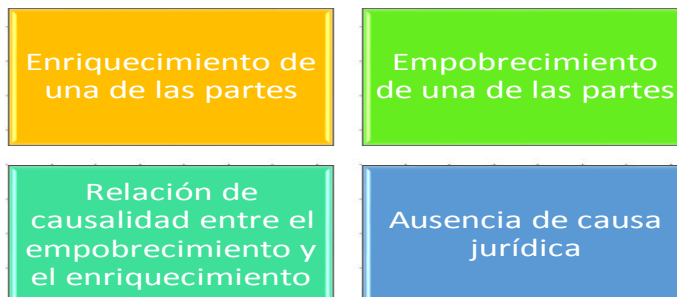 Enriquecimiento de
una de las partes
Empobrecimiento
de una de las partes
Relación de
causalidad entre el
empobrecimiento y
el enriquecimiento
Ausencia de causa
jurídica